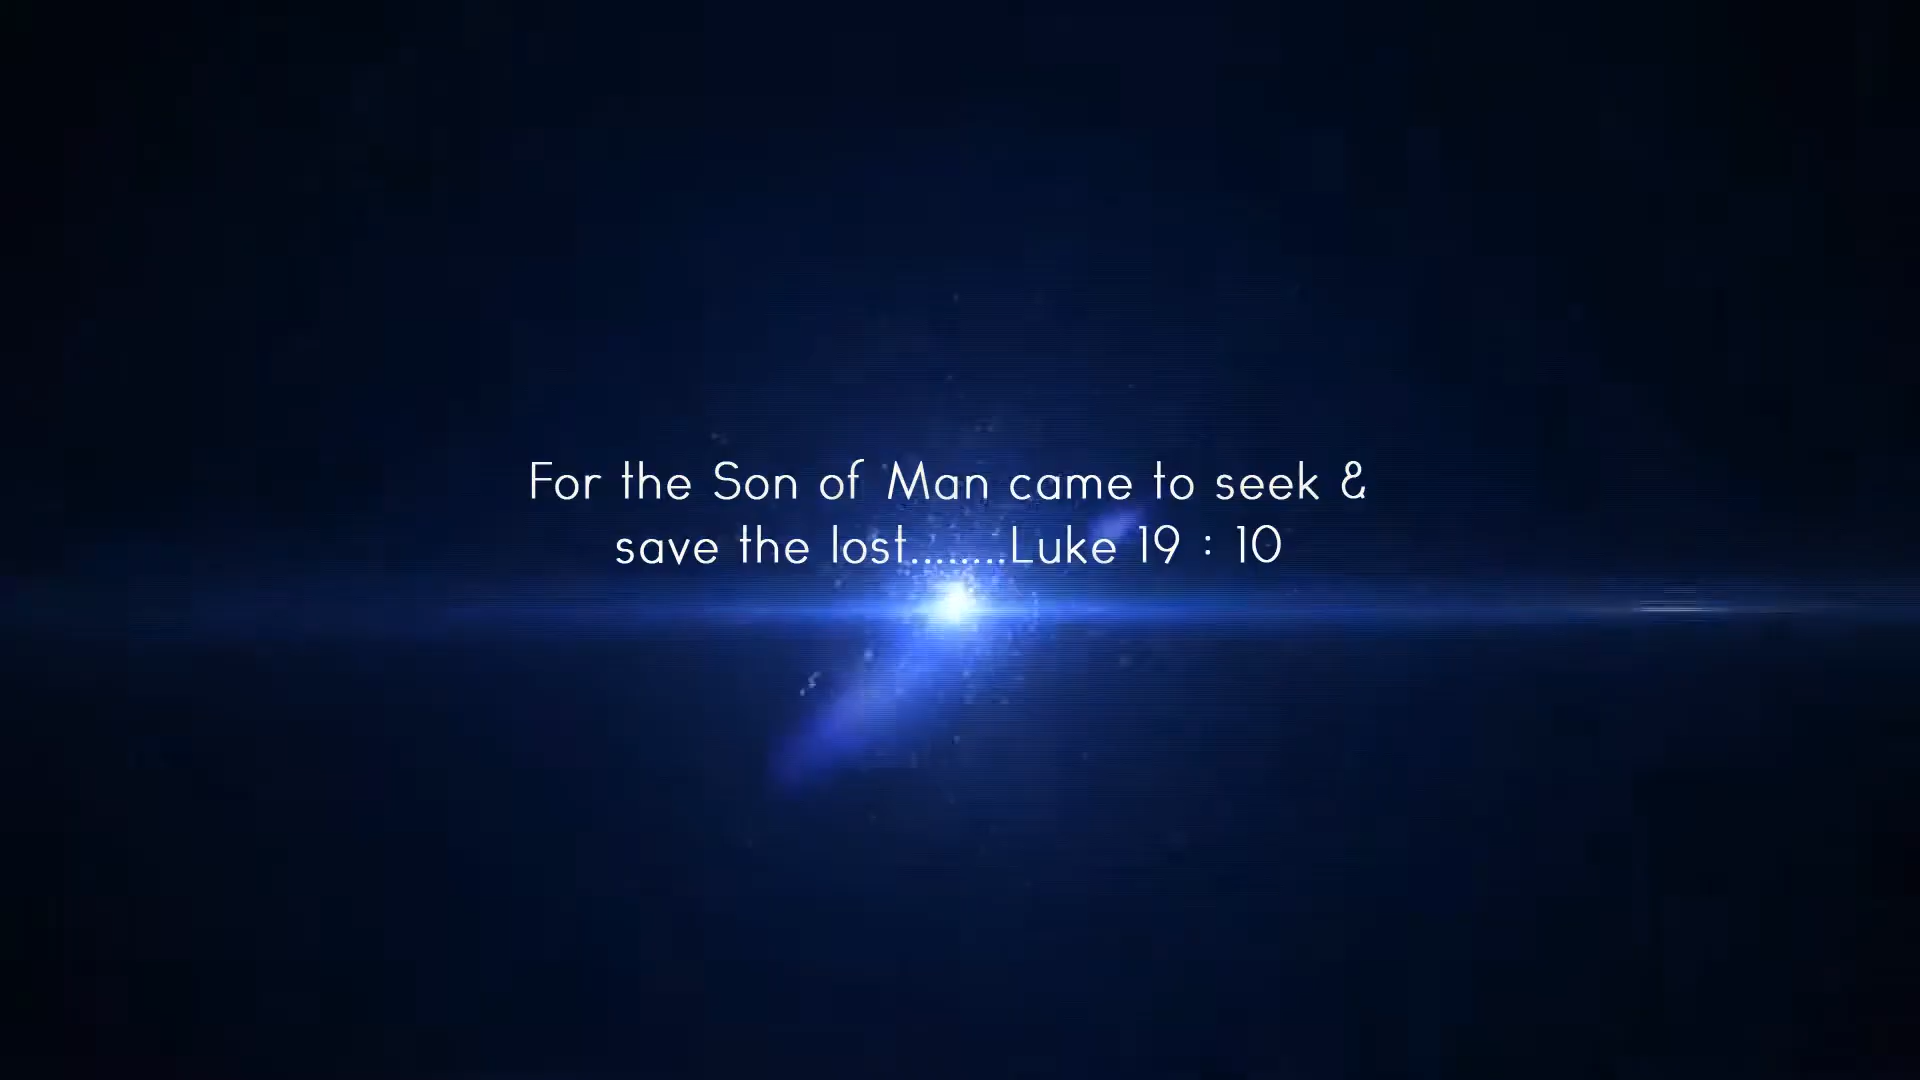 For the Son of Man came to seek &
save the lost........Luke 19 : 10